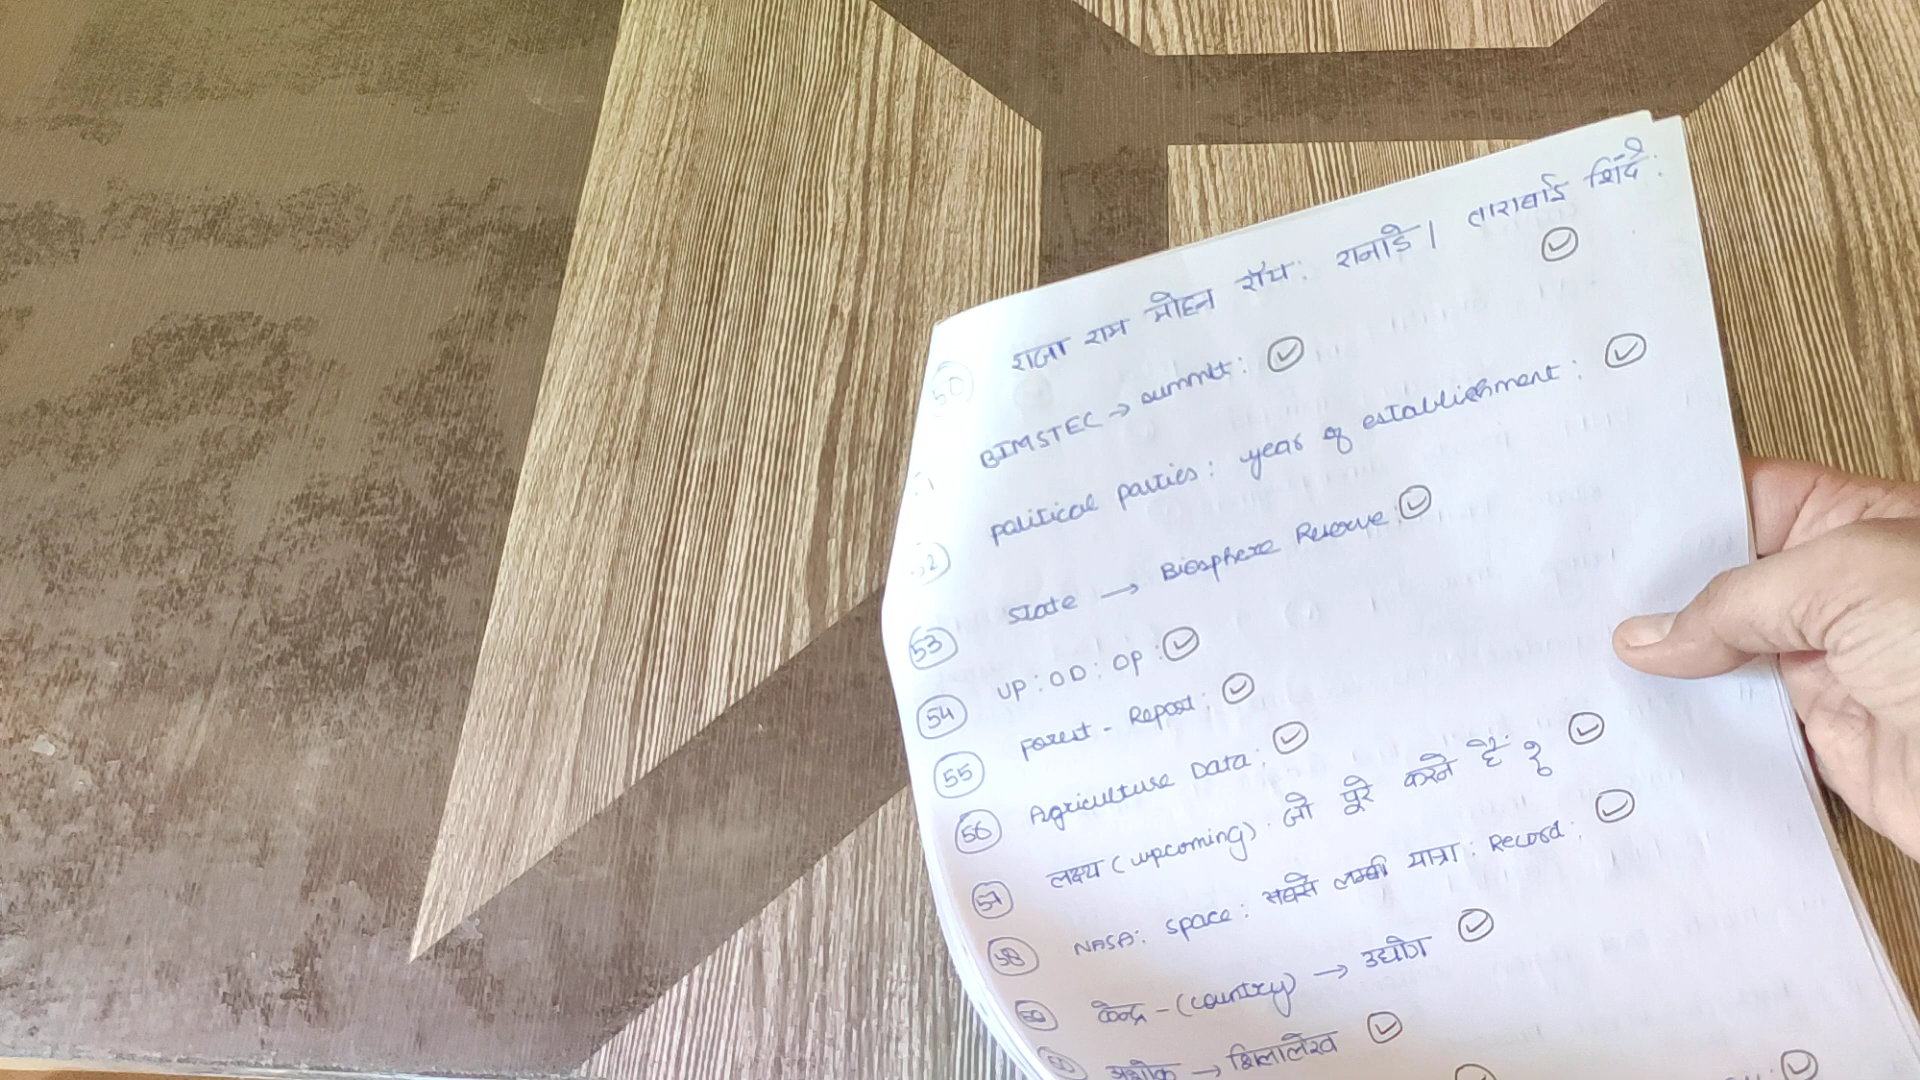 50 राजा राम मोहन रॉय: रानाडे। ताराबाई शिंदे:
BIMSTEC → summit:
political parties: year of establishment:
53 state → Biosphere Reserve:
54 UP: OD: OP:
55 Forest - Report:
56 Agriculture Data:
57 लक्ष्य (upcoming). जो पूरे करने हैं:
58 NASA: space: सबसे लम्बी यात्रा: Record:
(country) → उद्योग
अशोक → शिलालेख